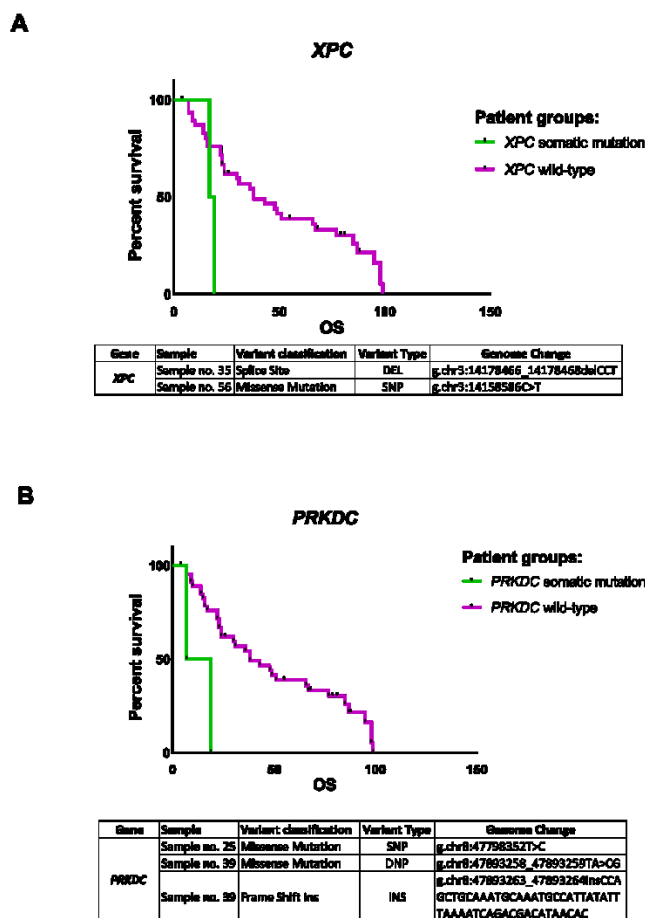 A
XPC
Patient groups:
XPC somatic mutation
XPC wild-type
Percent survival
100
50
0
0 50 100 150
OS
Gene Sample Variant classification Variant Type Genome Change
XPC Sample no. 35 Splice Site DEL g.chr3:14178466_14178468delCCT
Sample no. 56 Missense Mutation SNP g.chr3:14158586C>T
B
PRKDC
Patient groups:
PRKDC somatic mutation
PRKDC wild-type
Percent survival
100
50
0
0 50 100 150
OS
Gene Sample Variant classification Variant Type Genome Change
PRKDC Sample no. 25 Missense Mutation SNP g.chr8:47798352T>C
Sample no. 39 Missense Mutation DNP g.chr8:47893258_47893259TA>CG
Sample no. 39 Frame Shift Ins INS g.chr8:47893263_47893264insCCA
GCTGCAAATGCAAATGCCATTATATT
TAAAATCAGACGACATAACAC